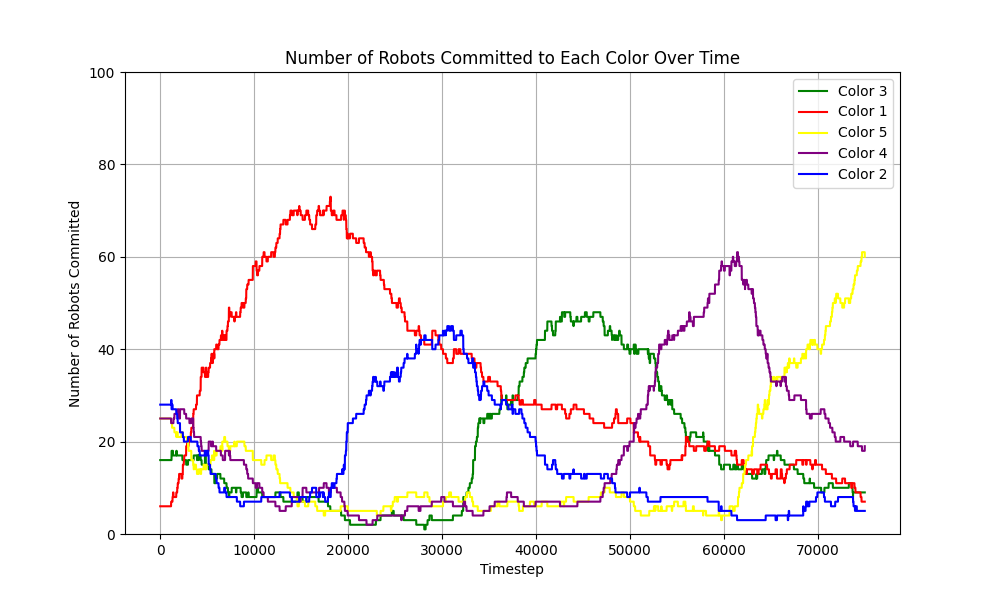 Number of Robots Committed to Each Color Over Time
Number of Robots Committed
100
80
60
40
20
0
Color 3
Color 1
Color 5
Color 4
Color 2
0
10000
20000
30000
40000
50000
60000
70000
Timestep